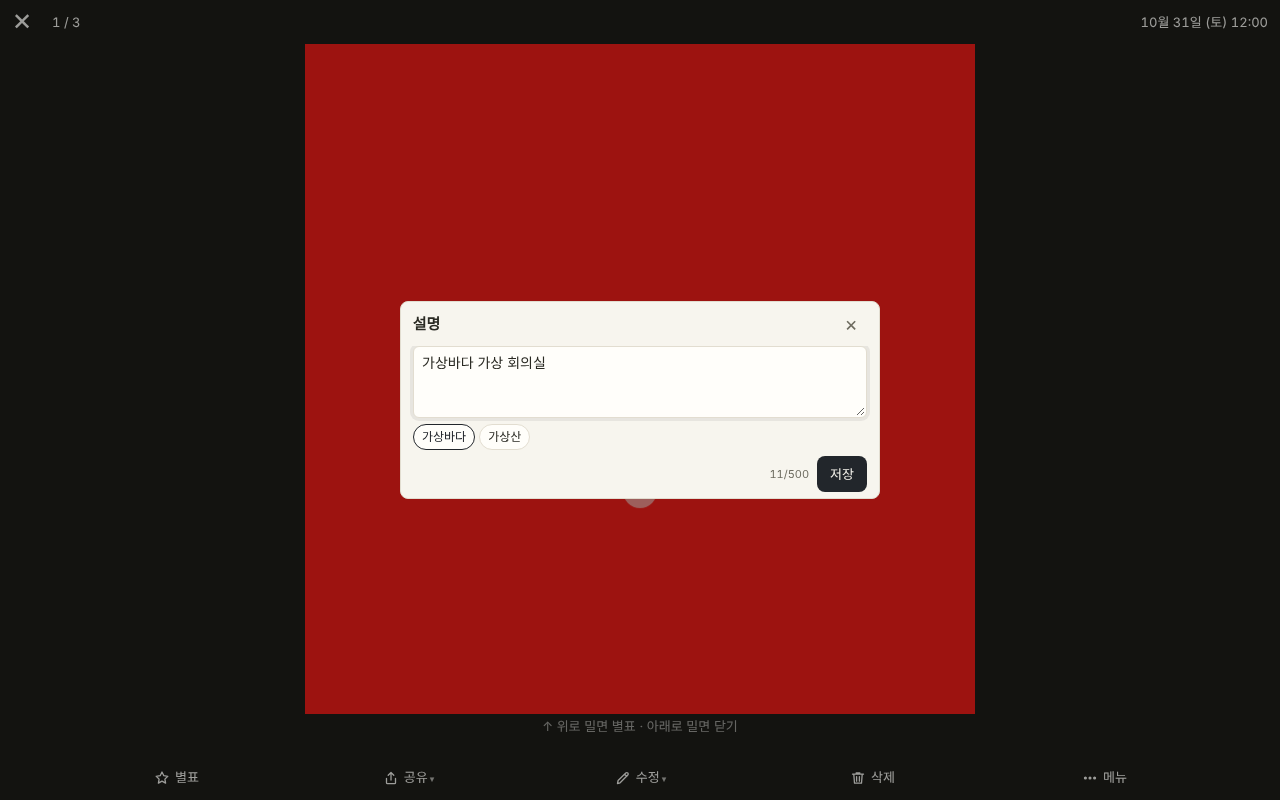 1 / 3
10월 31일 (토) 12:00
설명
가상바다 가상 회의실
가상바다 가상산
11/500 저장
↑ 위로 밀면 별표 · 아래로 밀면 닫기
별표 공유 수정 삭제 메뉴